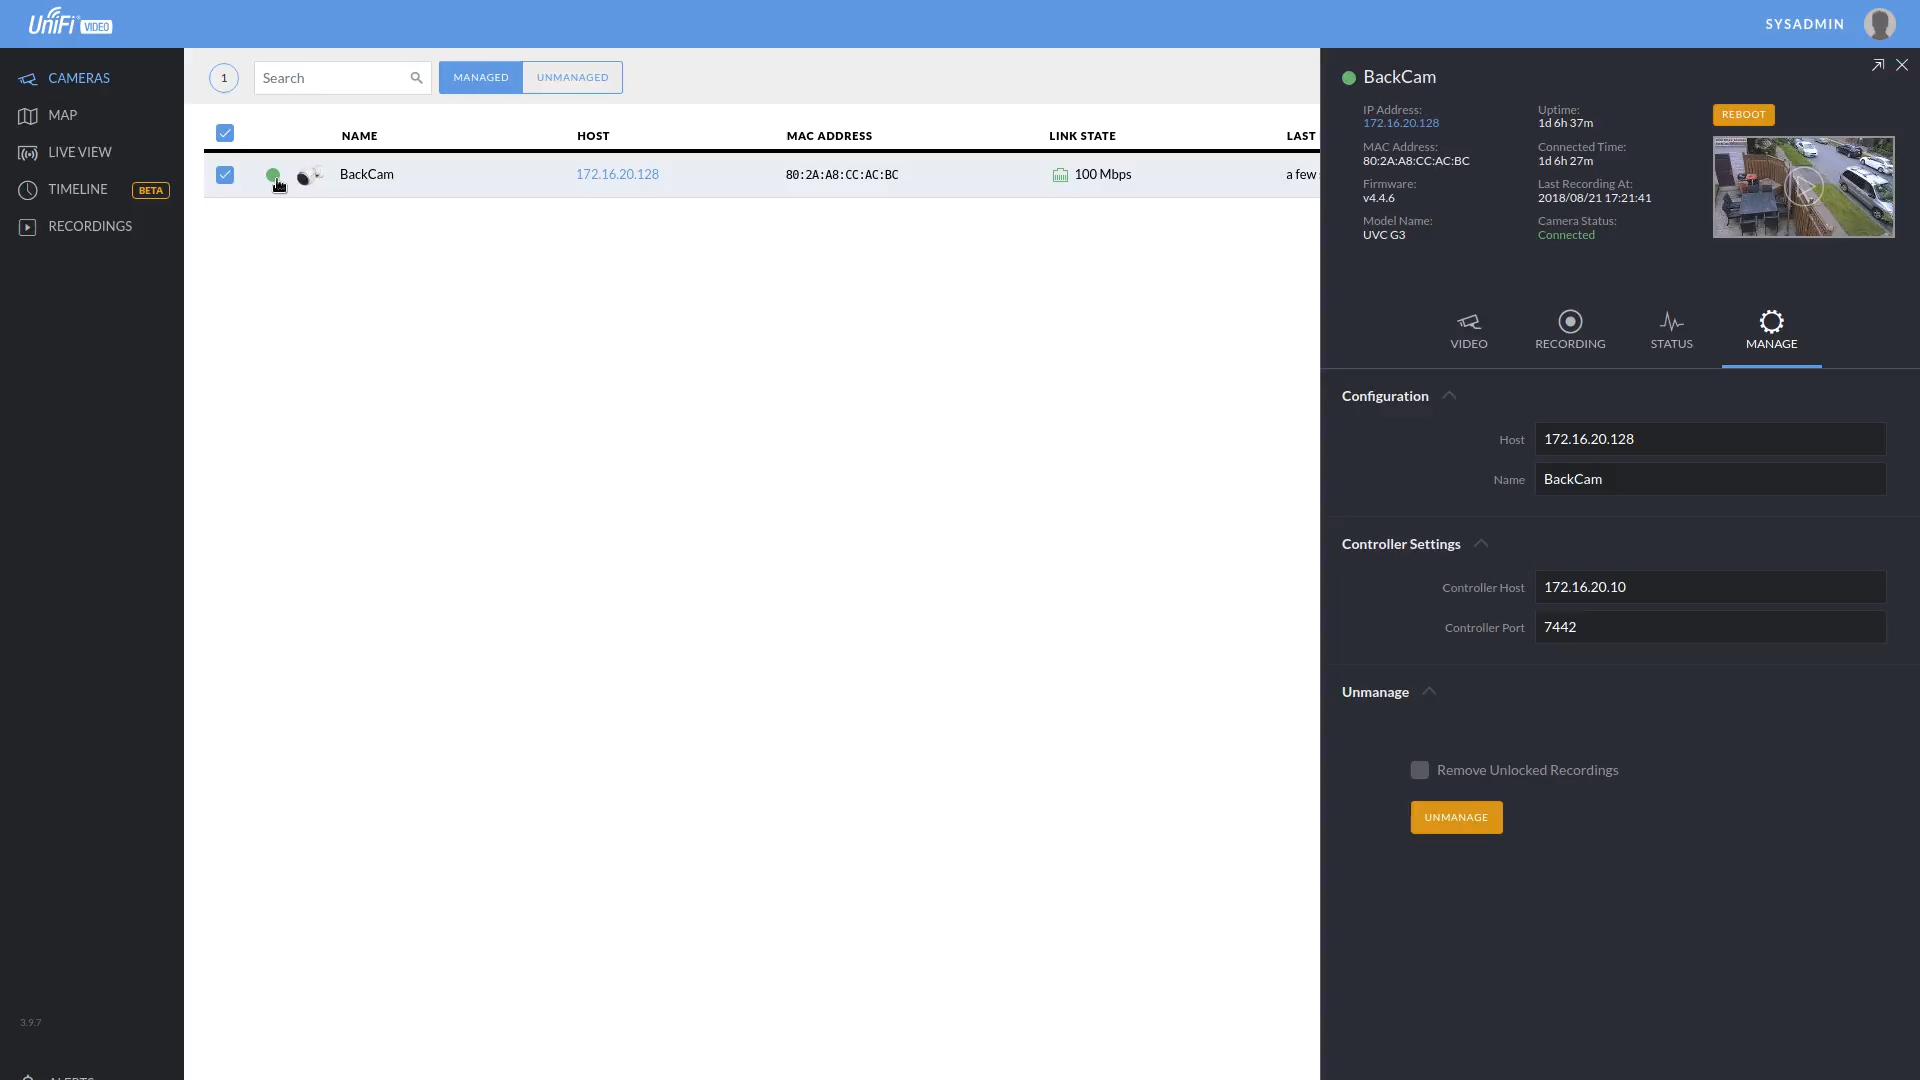 UniFi VIDEO
SYSADMIN
CAMERAS
MAP
LIVE VIEW
TIMELINE BETA
RECORDINGS
3.9.7
ALERTS
1 Search MANAGED UNMANAGED
NAME HOST MAC ADDRESS LINK STATE LAST
BackCam 172.16.20.128 80:2A:A8:CC:AC:BC 100 Mbps a few
BackCam
IP Address:
172.16.20.128
MAC Address:
80:2A:A8:CC:AC:BC
Firmware:
v4.4.6
Model Name:
UVC G3
Uptime:
1d 6h 37m
Connected Time:
1d 6h 27m
Last Recording At:
2018/08/21 17:21:41
Camera Status:
Connected
REBOOT
VIDEO RECORDING STATUS MANAGE
Configuration
Host 172.16.20.128
Name BackCam
Controller Settings
Controller Host 172.16.20.10
Controller Port 7442
Unmanage
Remove Unlocked Recordings
UNMANAGE